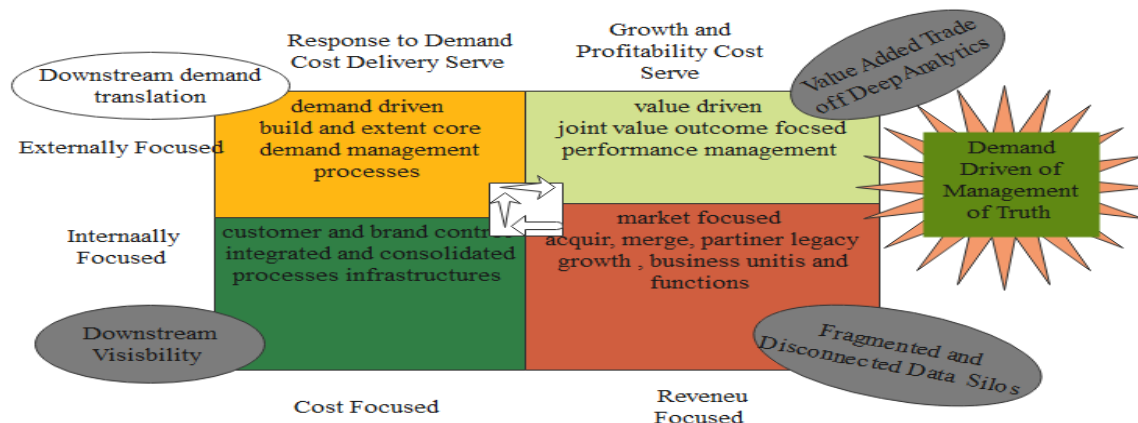 Response to Demand
Cost Delivery Serve
Growth and
Profitability Cost
Serve
Value Added Trade
off Deep Analytics
Downstream demand
translation
Externally Focused
demand driven
build and extent core
demand management
processes
value driven
joint value outcome focsed
performance management
Demand
Driven of
Management
of Truth
Internaally
Focused
customer and brand contr
integrated and consolidated
processes infrastructures
market focused
acquir, merge, partiner legacy
growth , business unitis and
functions
Downstream
Visisbility
Fragmented and
Disconnected Data Silos
Cost Focused
Reveneu
Focused